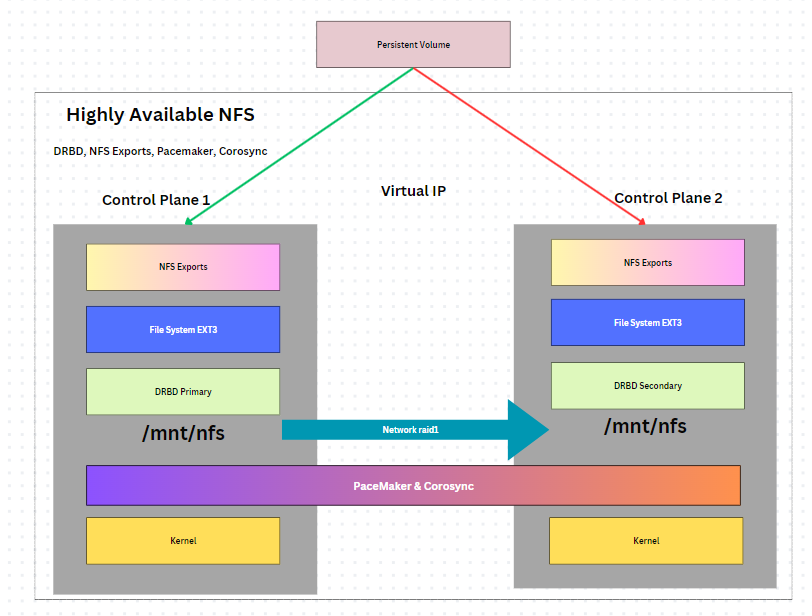 Persistent Volume
Highly Available NFS
DRBD, NFS Exports, Pacemaker, Corosync
Virtual IP
Control Plane 1
Control Plane 2
NFS Exports
NFS Exports
File System EXT3
File System EXT3
DRBD Primary
DRBD Secondary
/mnt/nfs
/mnt/nfs
Network raid1
PaceMaker & Corosync
Kernel
Kernel